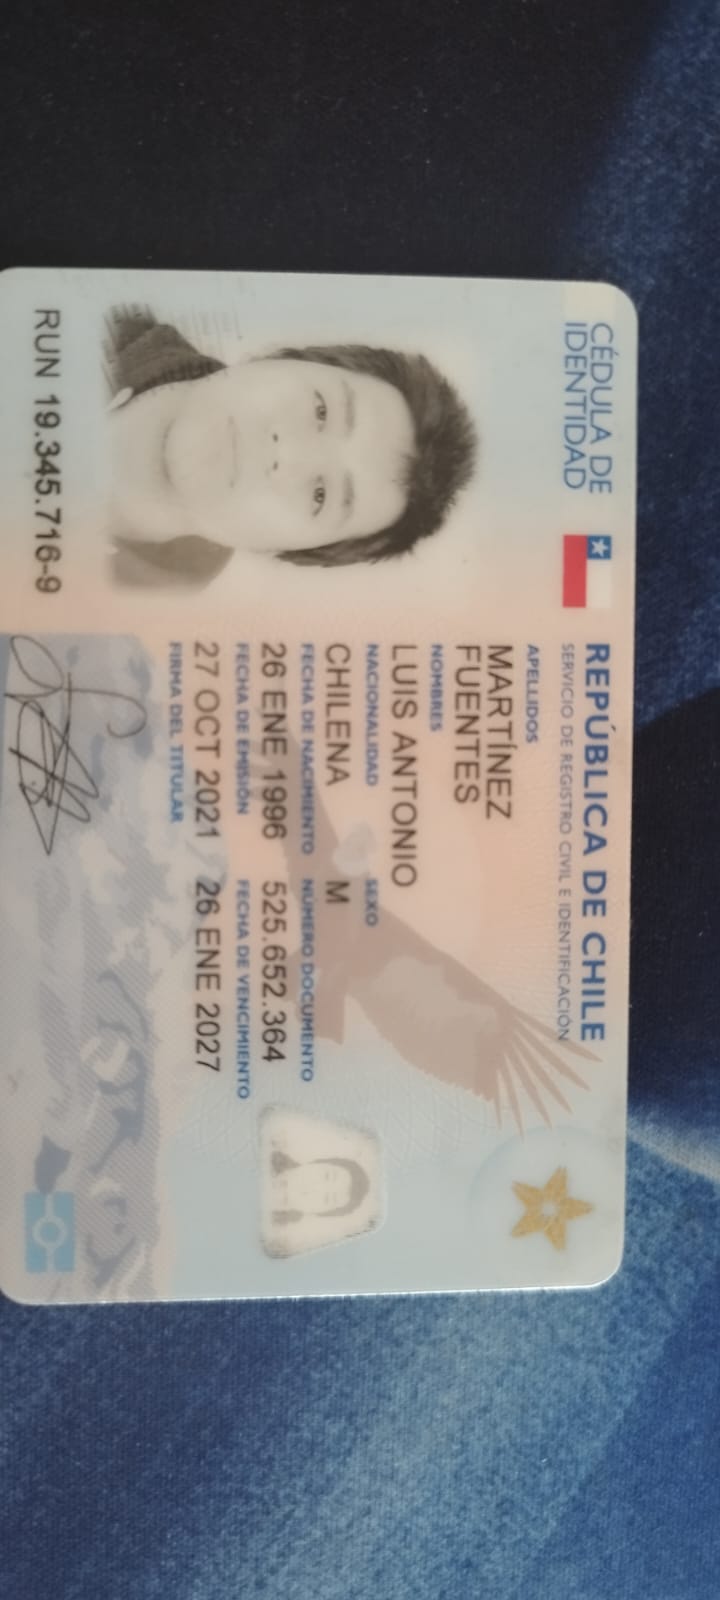 CÉDULA DE
IDENTIDAD
REPÚBLICA DE CHILE
SERVICIO DE REGISTRO CIVIL E IDENTIFICACIÓN
APELLIDOS
MARTÍNEZ
FUENTES
NOMBRES
LUIS ANTONIO
NACIONALIDAD SEXO
CHILENA M
FECHA DE NACIMIENTO NÚMERO DOCUMENTO
26 ENE 1996 525.652.364
FECHA DE EMISIÓN FECHA DE VENCIMIENTO
27 OCT 2021 26 ENE 2027
FIRMA DEL TITULAR
RUN 19.345.716-9